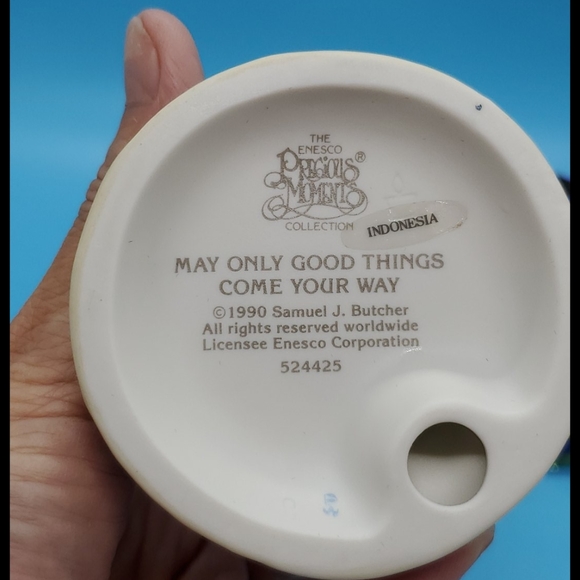 THE
ENESCO
PRECIOUS®
MOMENTS
COLLECTION
INDONESIA
MAY ONLY GOOD THINGS
COME YOUR WAY
©1990 Samuel J. Butcher
All rights reserved worldwide
Licensee Enesco Corporation
524425